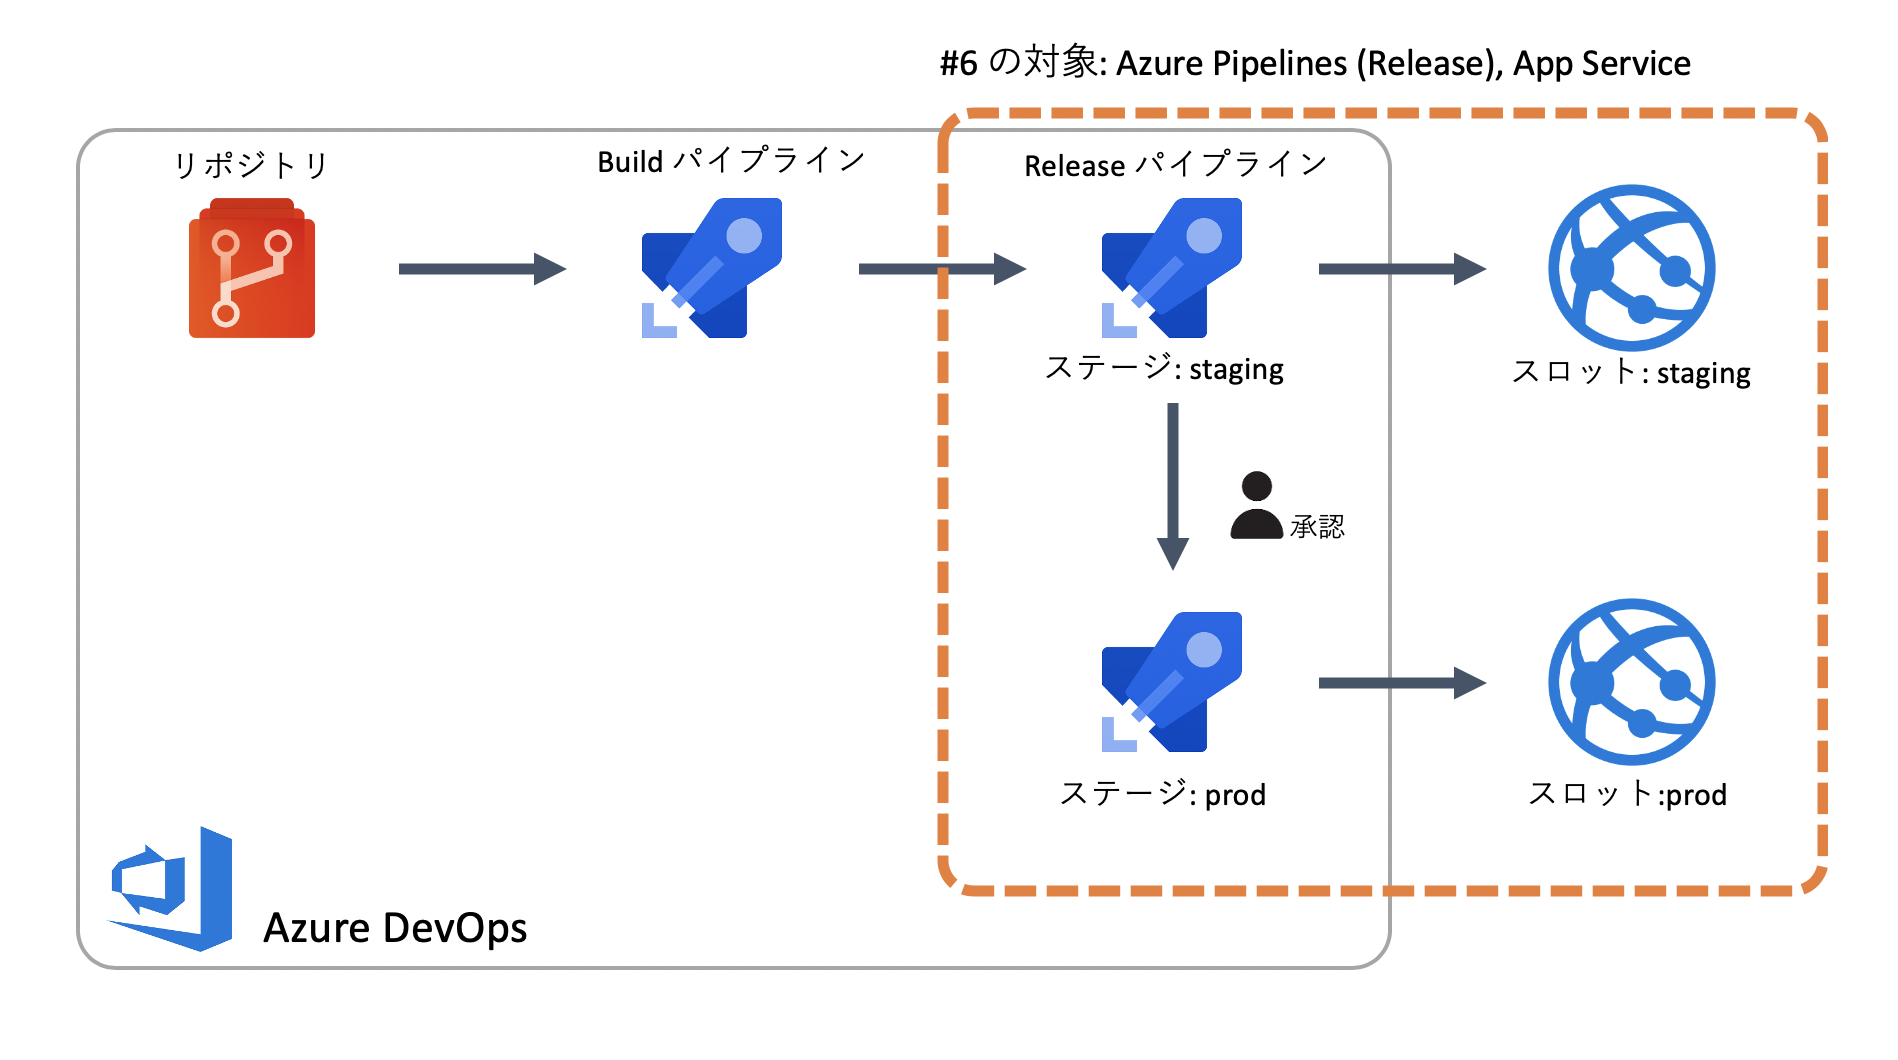 #6 の対象: Azure Pipelines (Release), App Service
リポジトリ
Build パイプライン
Release パイプライン
ステージ: staging
スロット: staging
承認
ステージ: prod
スロット:prod
Azure DevOps